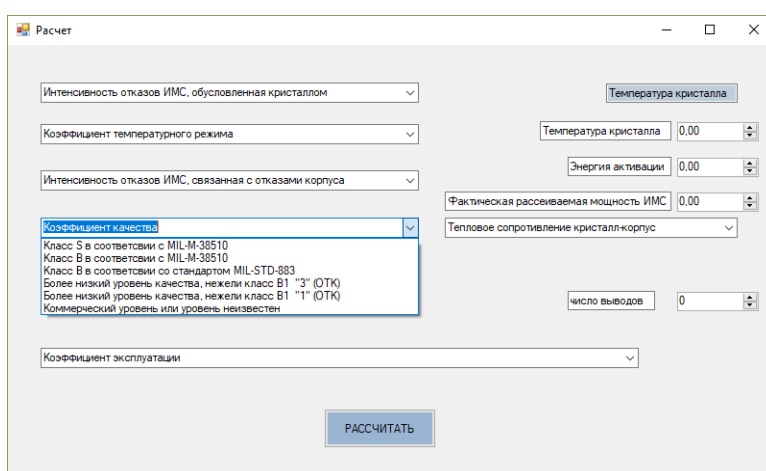 Расчет
Интенсивность отказов ИМС, обусловленная кристаллом
Температура кристалла
Коэффициент температурного режима
Температура кристалла 0,00
Энергия активации 0,00
Интенсивность отказов ИМС, связанная с отказами корпуса
Фактическая рассеиваемая мощность ИМС 0,00
Коэффициент качества
Тепловое сопротивление кристалл-корпус
Класс S в соответсвии с MIL-M-38510
Класс B в соответсвии с MIL-M-38510
Класс B в соответсвии со стандартом MIL-STD-883
Более низкий уровень качества, нежели класс B1 "3" (ОТК)
Более низкий уровень качества, нежели класс B1 "1" (ОТК)
Коммерческий уровень или уровень неизвестен
число выводов 0
Коэффициент эксплуатации
РАССЧИТАТЬ